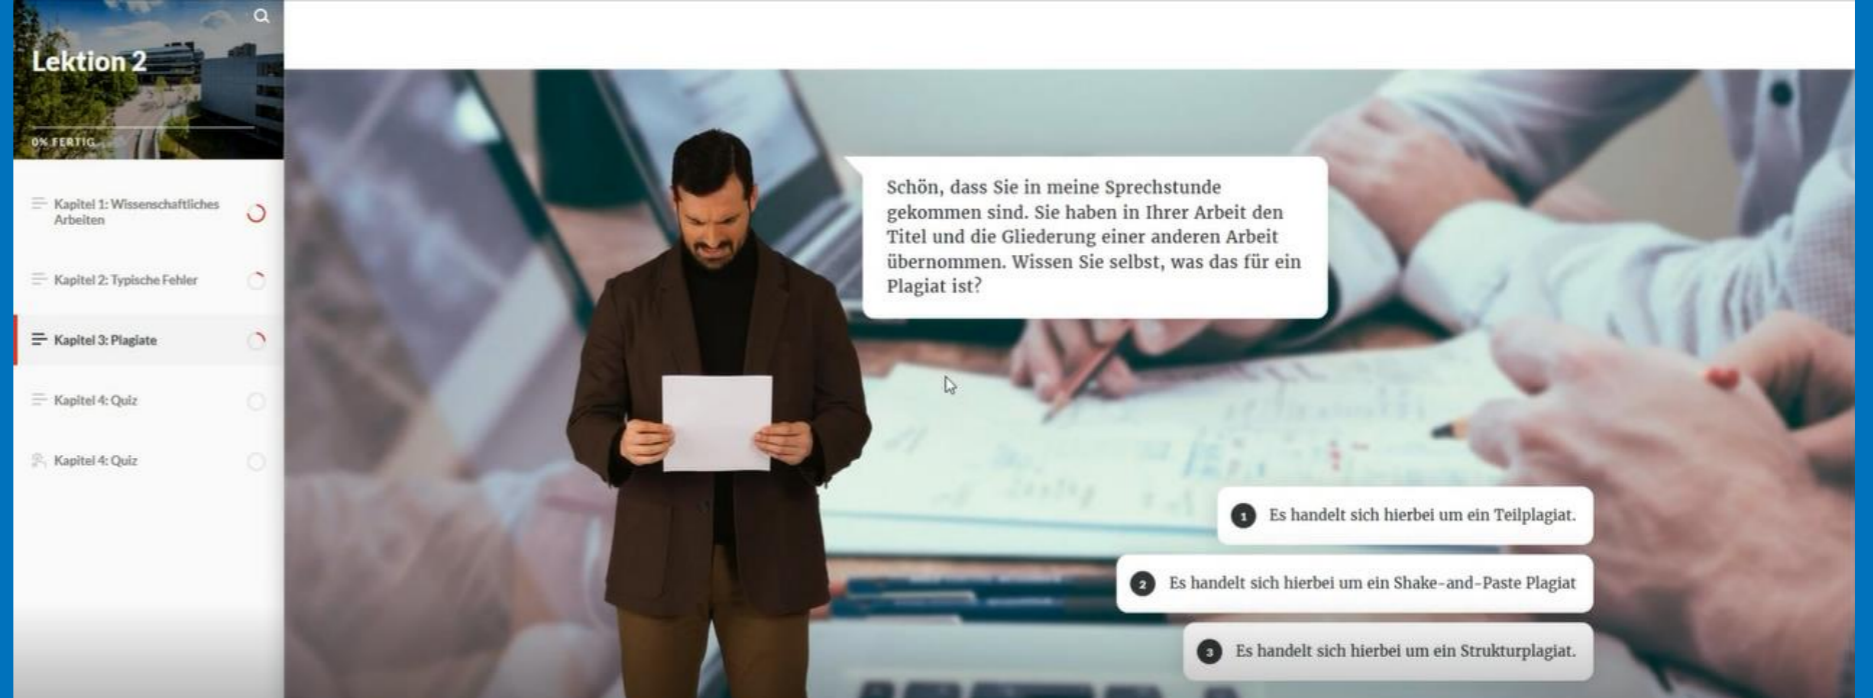 Lektion 2
0% FERTIG
Kapitel 1: Wissenschaftliches
Arbeiten
Kapitel 2: Typische Fehler
Kapitel 3: Plagiate
Kapitel 4: Quiz
Kapitel 4: Quiz
Schön, dass Sie in meine Sprechstunde
gekommen sind. Sie haben in Ihrer Arbeit den
Titel und die Gliederung einer anderen Arbeit
übernommen. Wissen Sie selbst, was das für ein
Plagiat ist?
1 Es handelt sich hierbei um ein Teilplagiat.
2 Es handelt sich hierbei um ein Shake-and-Paste Plagiat
3 Es handelt sich hierbei um ein Strukturplagiat.